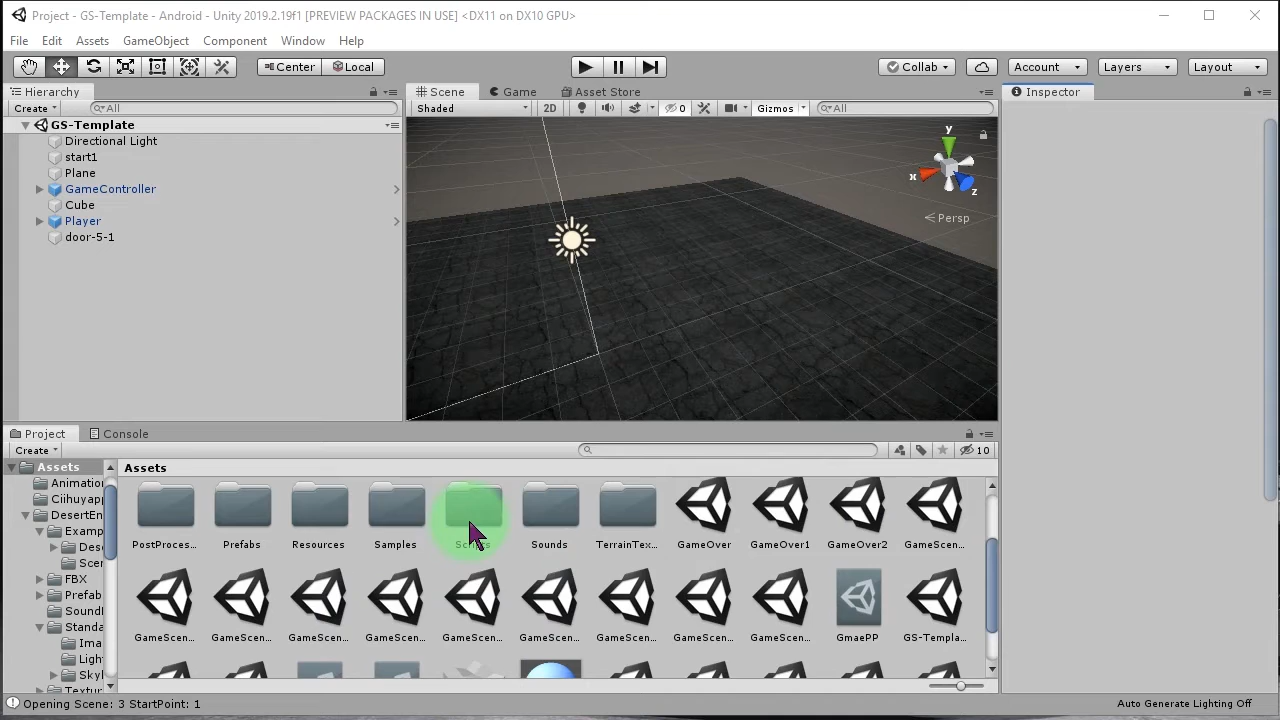 Project - GS-Template - Android - Unity 2019.2.19f1 [PREVIEW PACKAGES IN USE] <DX11 on DX10 GPU>
File Edit Assets GameObject Component Window Help
Center Local Collab Account Layers Layout
Hierarchy Scene Game Asset Store Inspector
Create All Shaded 2D 0 Gizmos All
GS-Template
Directional Light
start1
Plane
GameController
Cube
Player
door-5-1
y
x
z
Persp
Project Console
Create 10
Assets Assets
Animatio
Ciihuyap
DesertEn
Examp
Des
Sce
FBX
Prefab
Sound
Standa
Ima
Ligh
Sky
Textur
PostProces... Prefabs Resources Samples Scripts Sounds TerrainTex... GameOver GameOver1 GameOver2 GameScen...
GameScen... GameScen... GameScen... GameScen... GameScen... GameScen... GameScen... GameScen... GameScen... GmaePP GS-Templa...
Opening Scene: 3 StartPoint: 1 Auto Generate Lighting Off